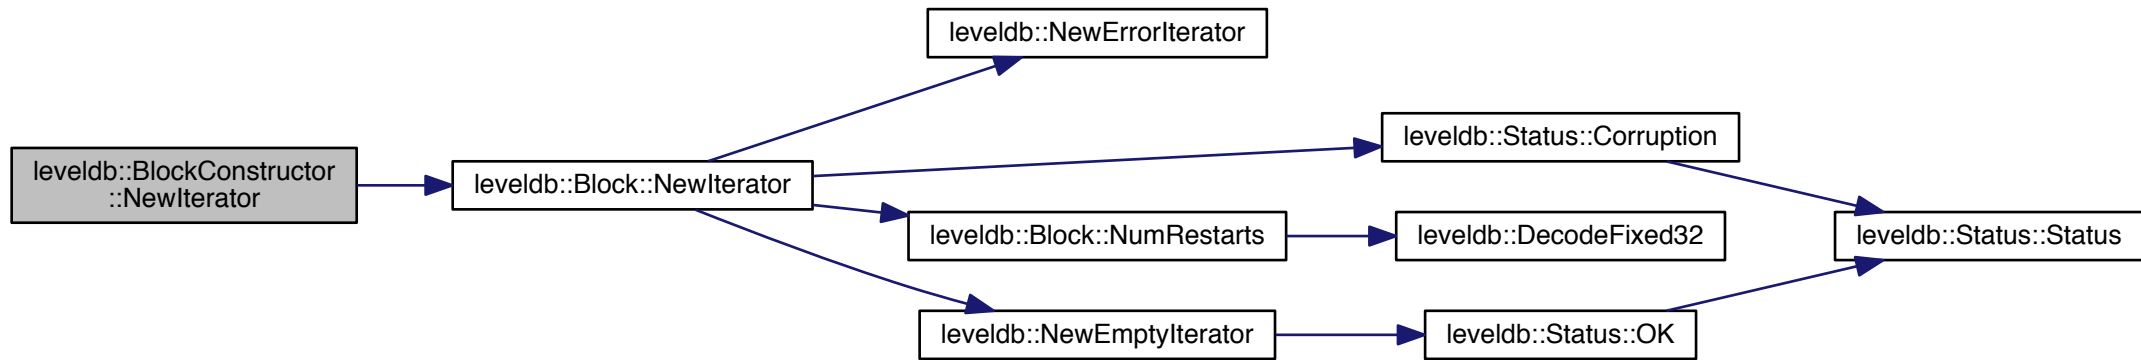 leveldb::NewErrorIterator
leveldb::Status::Corruption
leveldb::BlockConstructor
::NewIterator
leveldb::Block::NewIterator
leveldb::Block::NumRestarts
leveldb::DecodeFixed32
leveldb::Status::Status
leveldb::NewEmptyIterator
leveldb::Status::OK